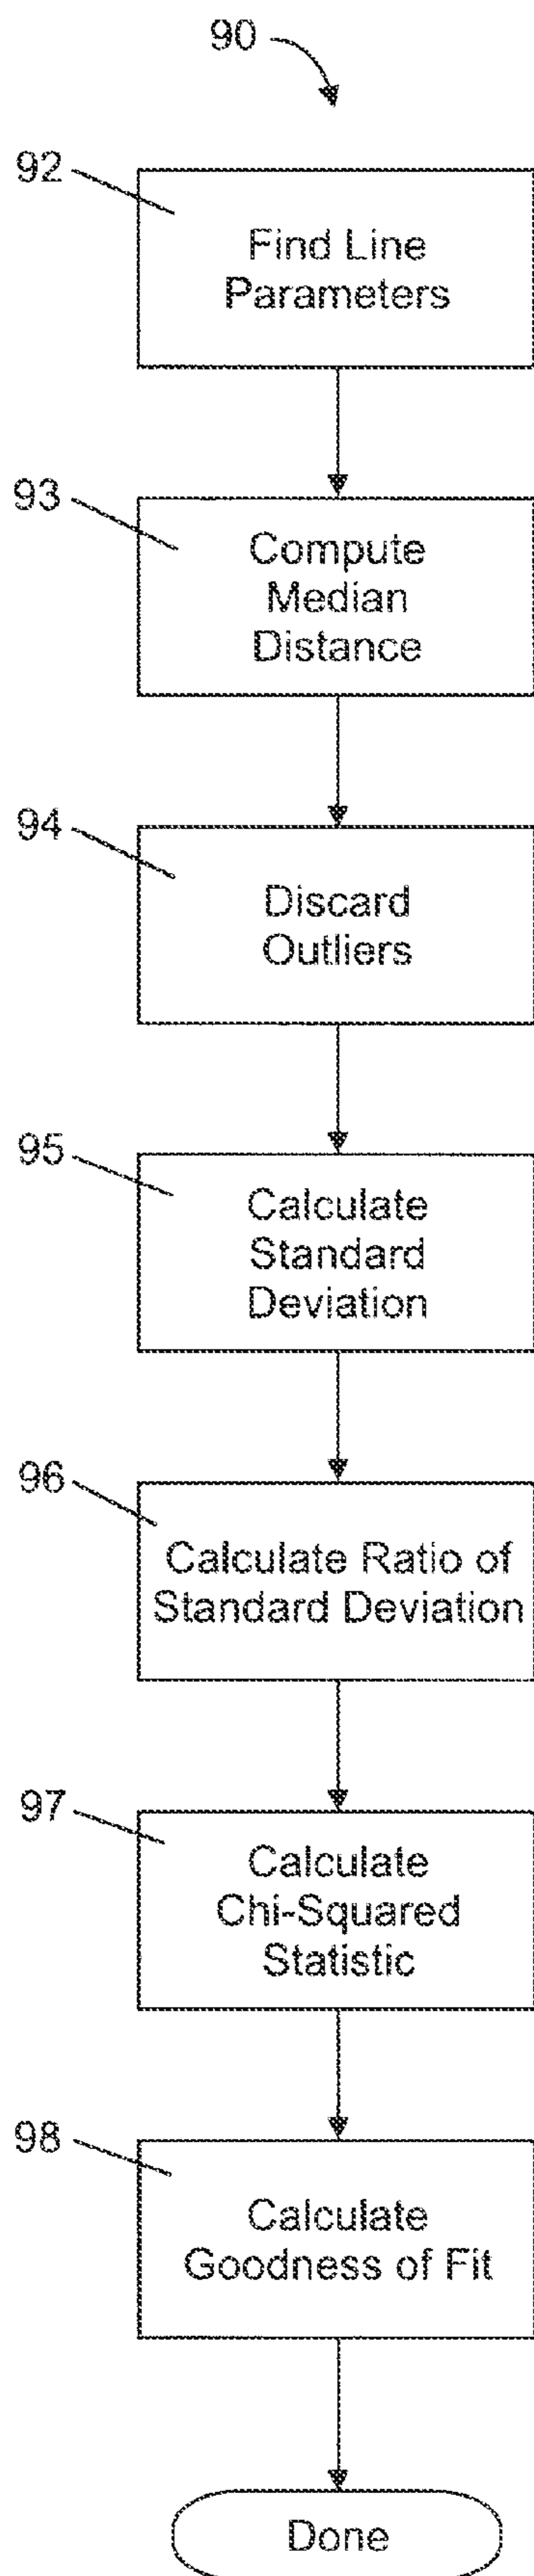 90
92
Find Line
Parameters
93
Compute
Median
Distance
94
Discard
Outliers
95
Calculate
Standard
Deviation
96
Calculate Ratio of
Standard Deviation
97
Calculate
Chi-Squared
Statistic
98
Calculate
Goodness of Fit
Done